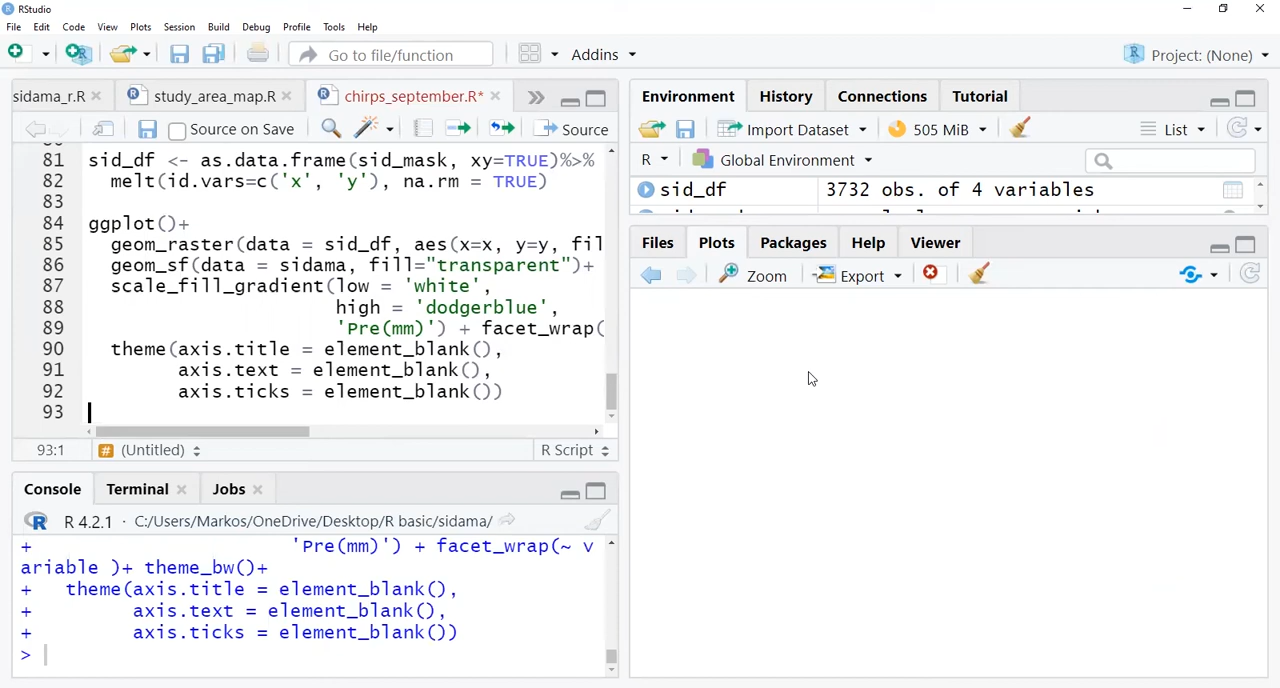 RStudio
File Edit Code View Plots Session Build Debug Profile Tools Help
Go to file/function Addins Project: (None)
sidama_r.R study_area_map.R chirps_september.R*
Source on Save Source
81 sid_df <- as.data.frame(sid_mask, xy=TRUE)%>%
82 melt(id.vars=c('x', 'y'), na.rm = TRUE)
83
84 ggplot()+
85 geom_raster(data = sid_df, aes(x=x, y=y, fil
86 geom_sf(data = sidama, fill="transparent")+
87 scale_fill_gradient(low = 'white',
88 high = 'dodgerblue',
89 'Pre(mm)') + facet_wrap(
90 theme(axis.title = element_blank(),
91 axis.text = element_blank(),
92 axis.ticks = element_blank())
93
93:1 (Untitled) R Script
Console Terminal Jobs
R 4.2.1 · C:/Users/Markos/OneDrive/Desktop/R basic/sidama/
+ 'Pre(mm)') + facet_wrap(~ v
ariable )+ theme_bw()+
+ theme(axis.title = element_blank(),
+ axis.text = element_blank(),
+ axis.ticks = element_blank())
>
Environment History Connections Tutorial
Import Dataset 505 MiB List
R Global Environment
sid_df 3732 obs. of 4 variables
Files Plots Packages Help Viewer
Zoom Export